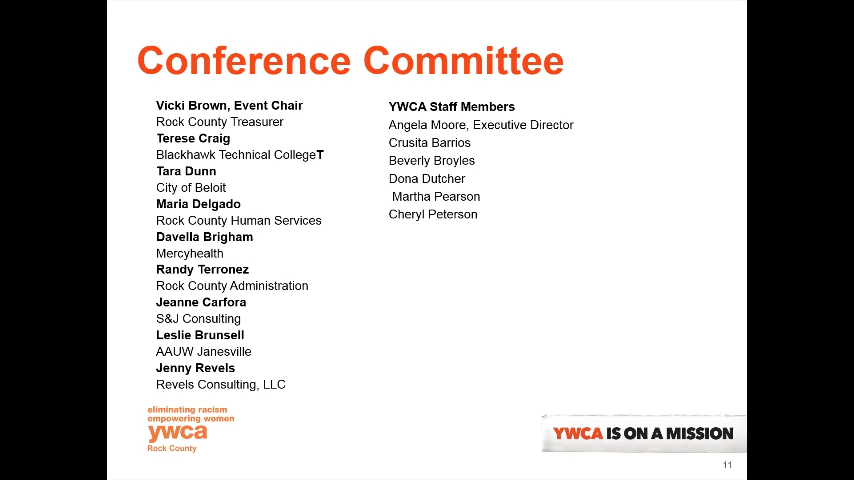 Conference Committee
Vicki Brown, Event Chair
Rock County Treasurer
Terese Craig
Blackhawk Technical CollegeT
Tara Dunn
City of Beloit
Maria Delgado
Rock County Human Services
Davella Brigham
Mercyhealth
Randy Terronez
Rock County Administration
Jeanne Carfora
S&J Consulting
Leslie Brunsell
AAUW Janesville
Jenny Revels
Revels Consulting, LLC
YWCA Staff Members
Angela Moore, Executive Director
Crusita Barrios
Beverly Broyles
Dona Dutcher
Martha Pearson
Cheryl Peterson
eliminating racism
empowering women
ywca
Rock County
YWCA IS ON A MISSION
11